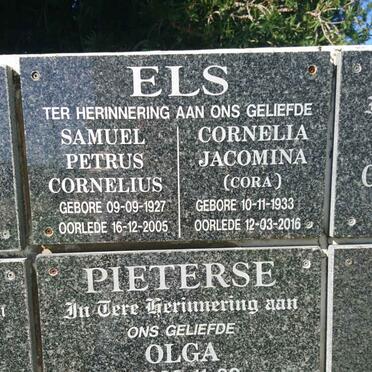 ELS
TER HERINNERING AAN ONS GELIEFDE
SAMUEL
PETRUS
CORNELIUS
GEBORE 09-09-1927
OORLEDE 16-12-2005
CORNELIA
JACOMINA
(CORA)
GEBORE 10-11-1933
OORLEDE 12-03-2016
PIETERSE
In Tere Herinnering aan
ONS GELIEFDE
OLGA